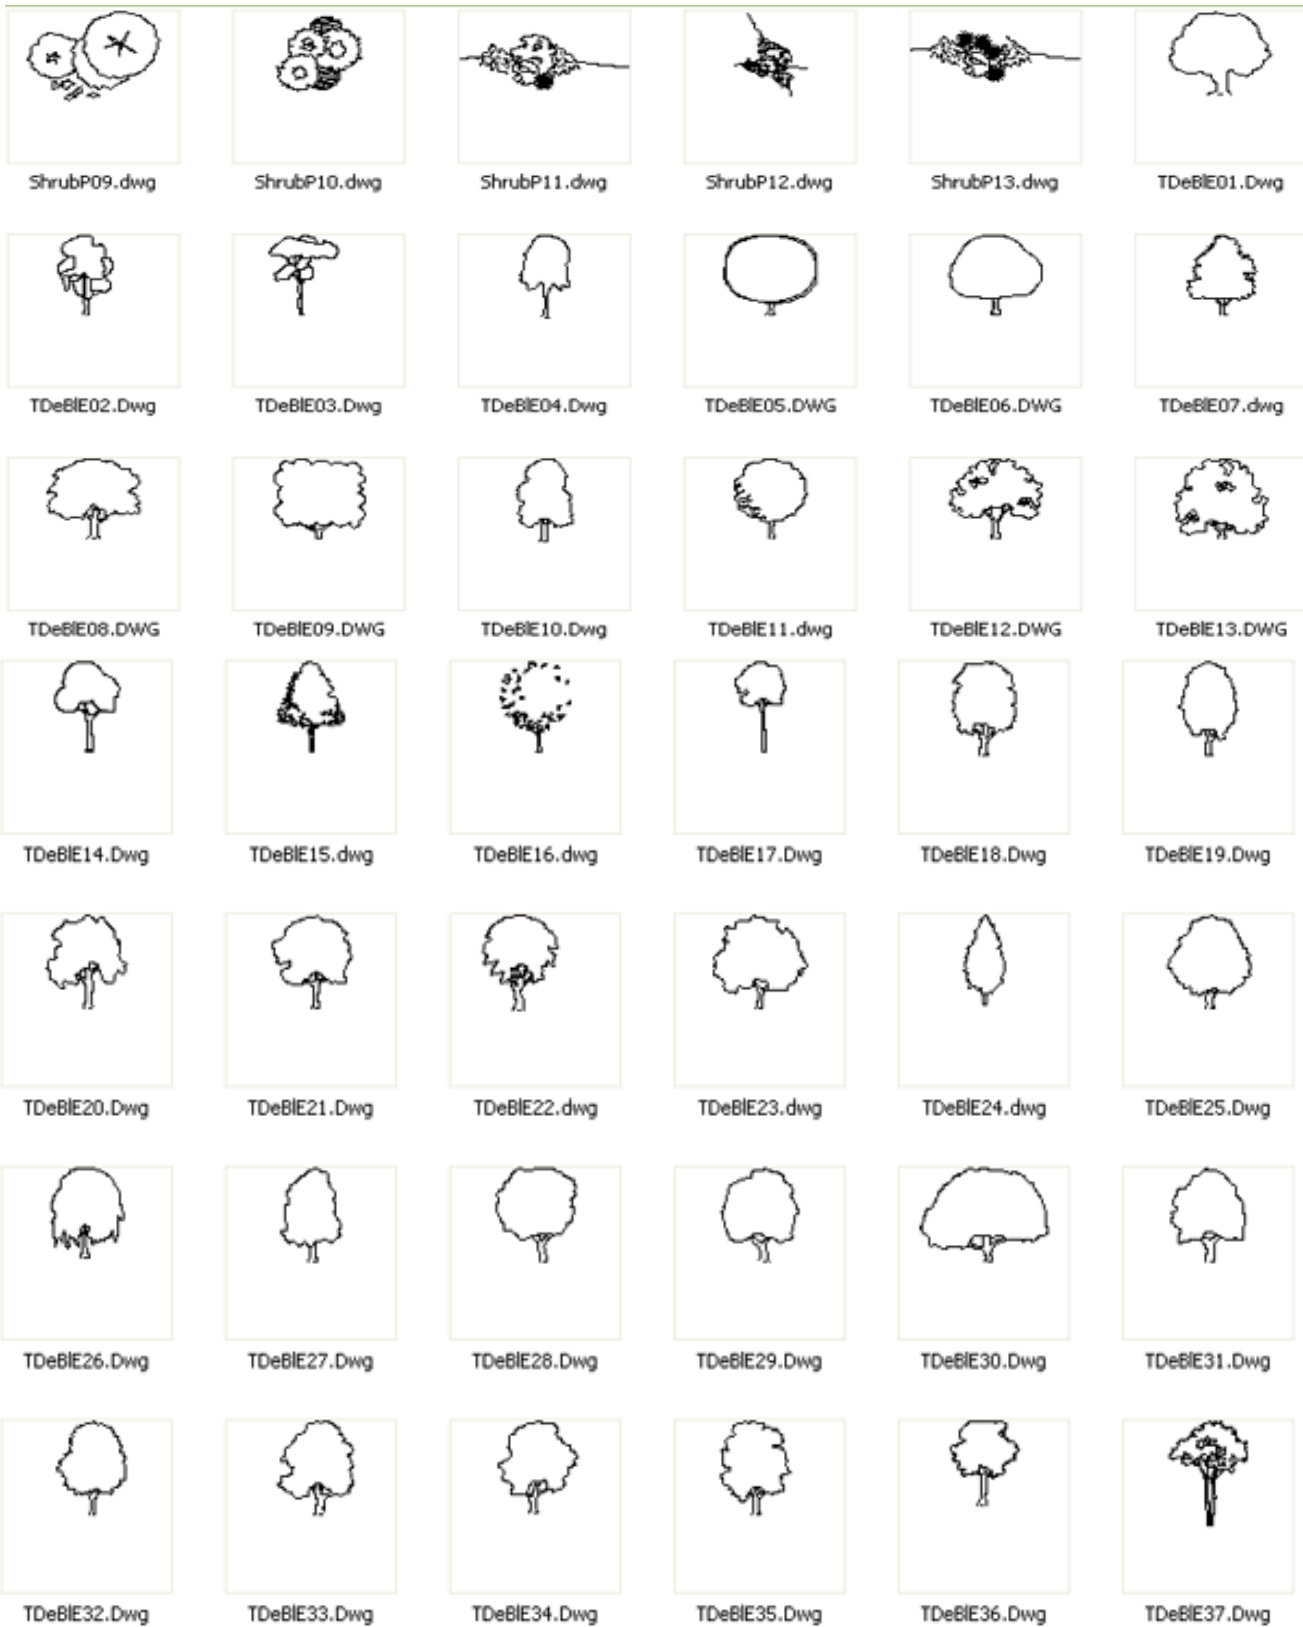 ShrubP09.dwg ShrubP10.dwg ShrubP11.dwg ShrubP12.dwg ShrubP13.dwg TDeBlE01.Dwg
TDeBlE02.Dwg TDeBlE03.Dwg TDeBlE04.Dwg TDeBlE05.DWG TDeBlE06.DWG TDeBlE07.dwg
TDeBlE08.DWG TDeBlE09.DWG TDeBlE10.Dwg TDeBlE11.dwg TDeBlE12.DWG TDeBlE13.DWG
TDeBlE14.Dwg TDeBlE15.dwg TDeBlE16.dwg TDeBlE17.Dwg TDeBlE18.Dwg TDeBlE19.Dwg
TDeBlE20.Dwg TDeBlE21.Dwg TDeBlE22.dwg TDeBlE23.dwg TDeBlE24.dwg TDeBlE25.Dwg
TDeBlE26.Dwg TDeBlE27.Dwg TDeBlE28.Dwg TDeBlE29.Dwg TDeBlE30.Dwg TDeBlE31.Dwg
TDeBlE32.Dwg TDeBlE33.Dwg TDeBlE34.Dwg TDeBlE35.Dwg TDeBlE36.Dwg TDeBlE37.Dwg